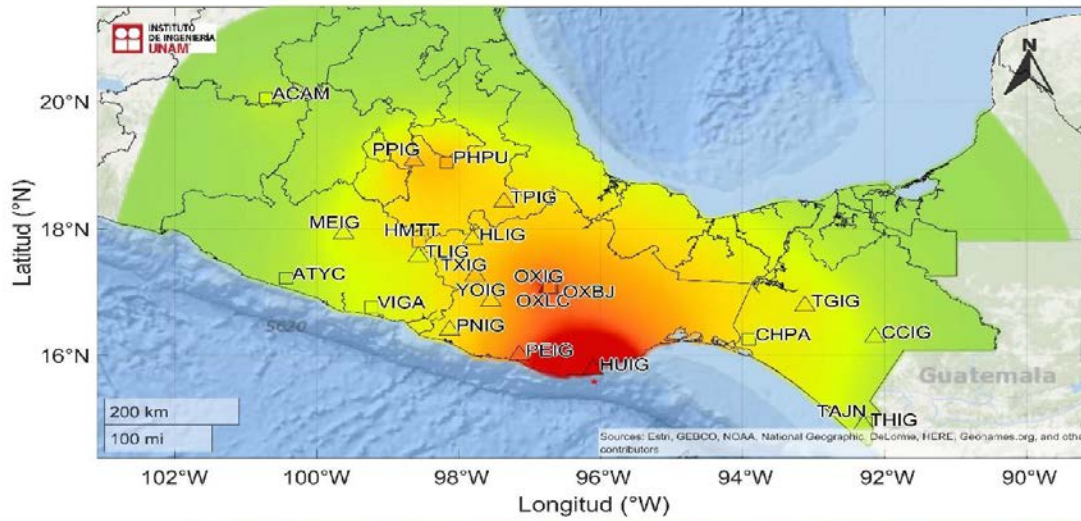 INSTITUTO
DE INGENIERÍA
UNAM
N
20°N
18°N
16°N
Latitud (°N)
ACAM
PPIG
PHPU
TPIG
MEIG
HMTT
HLIG
TLIG
TXIG
ATYC
OXIG
OXBJ
YOIG
OXLC
VIGA
TGIG
PNIG
CHPA
CCIG
PEIG
HUIG
Guatemala
TAJN
THIG
200 km
100 mi
Sources: Esri, GEBCO, NOAA, National Geographic, DeLorme, HERE, Geonames.org, and other
contributors
102°W
100°W
98°W
96°W
94°W
92°W
90°W
Longitud (°W)